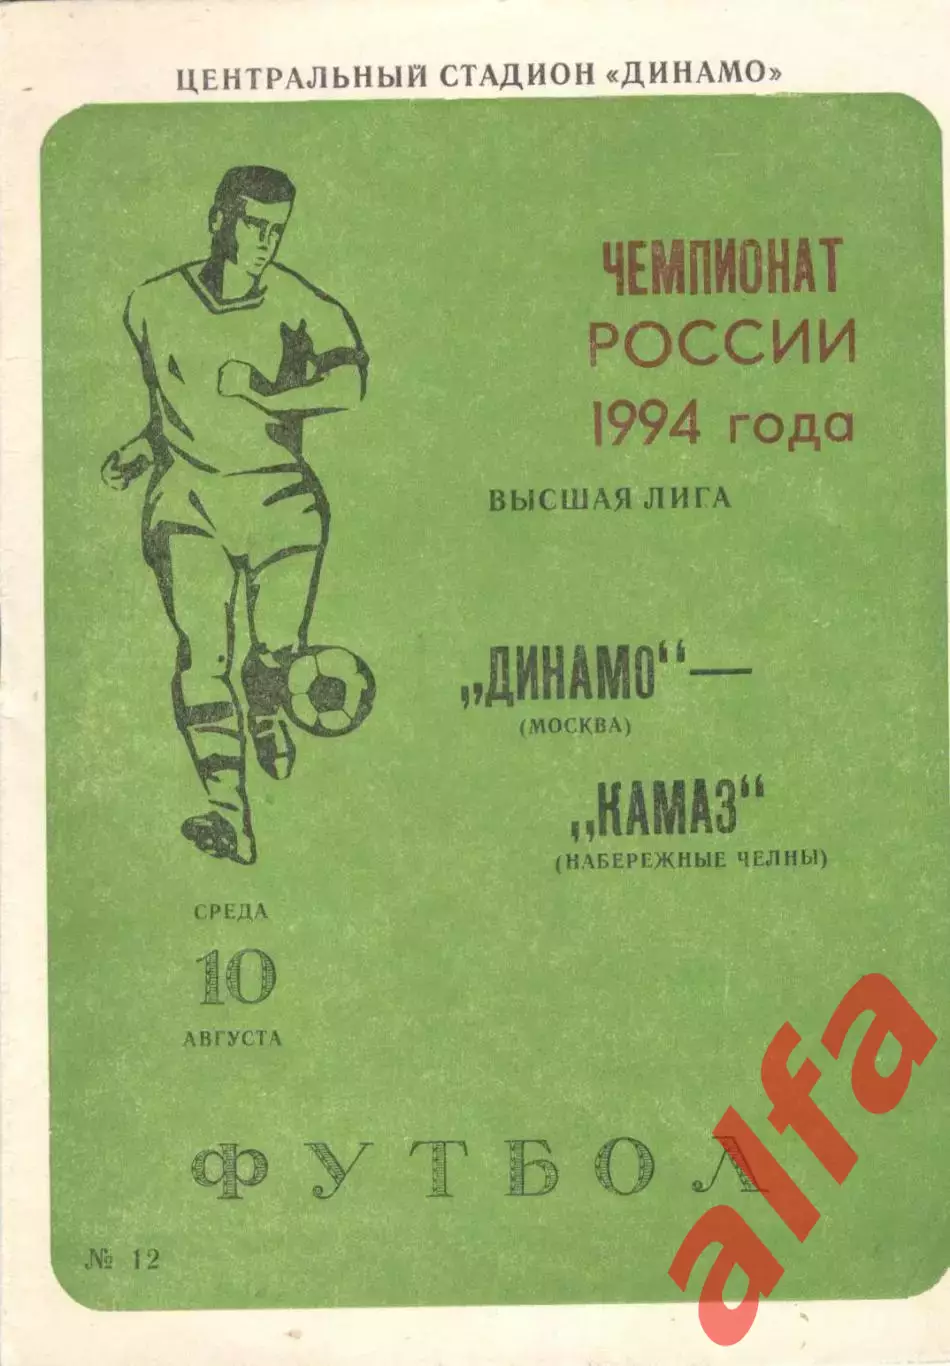 ЦЕНТРАЛЬНЫЙ СТАДИОН «ДИНАМО»
ЧЕМПИОНАТ
РОССИИ
1994 года
ВЫСШАЯ ЛИГА
„ДИНАМО“ —
(МОСКВА)
„КАМАЗ“
(НАБЕРЕЖНЫЕ ЧЕЛНЫ)
СРЕДА
10
АВГУСТА
ФУТБОЛ
№ 12
alfa